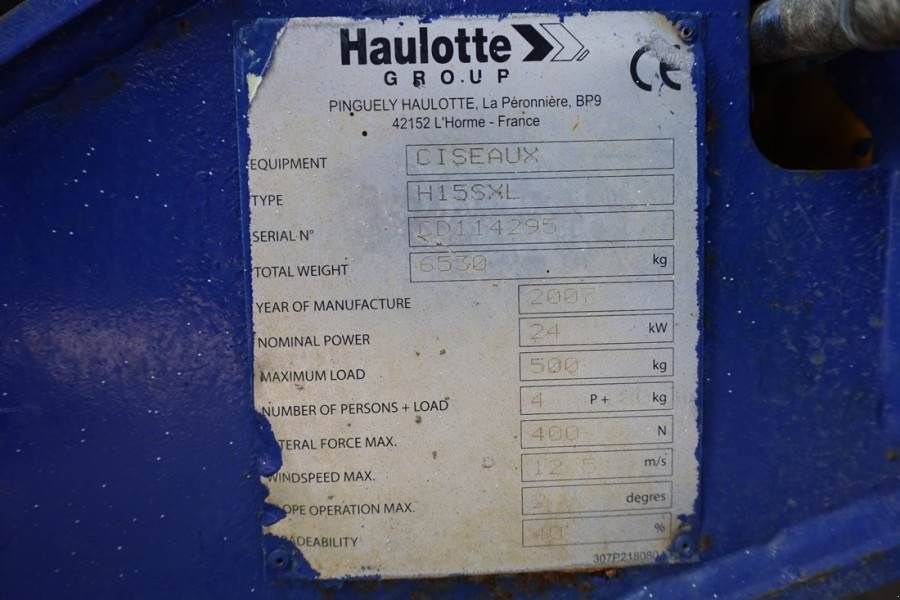 Haulotte
GROUP
CE
PINGUELY HAULOTTE, La Péronnière, BP9
42152 L'Horme - France
EQUIPMENT CISEAUX
TYPE H15SXL
SERIAL N° CD114295
TOTAL WEIGHT 6530 kg
YEAR OF MANUFACTURE 2007
NOMINAL POWER 24 kW
MAXIMUM LOAD 500 kg
NUMBER OF PERSONS + LOAD 4 P + kg
TERAL FORCE MAX. 400 N
WINDSPEED MAX. 12.5 m/s
OPE OPERATION MAX. degres
ADEABILITY %
307P218080